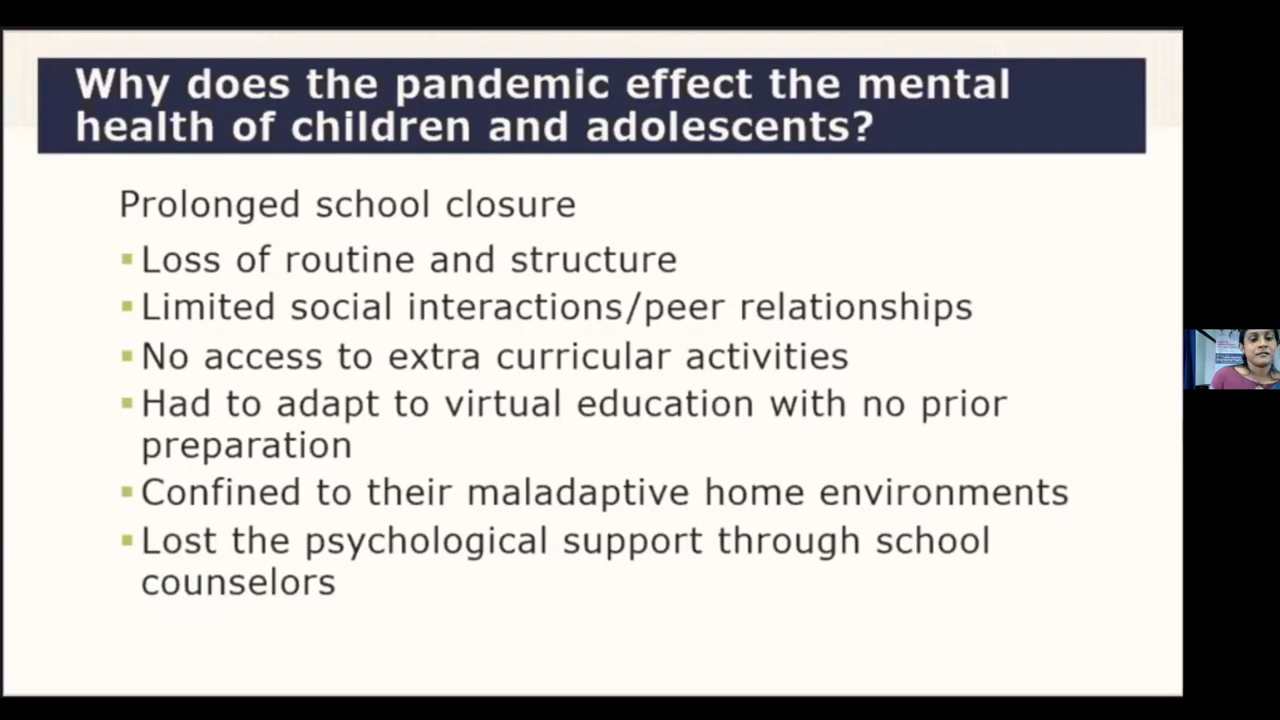 Why does the pandemic effect the mental
health of children and adolescents?
Prolonged school closure
▪ Loss of routine and structure
▪ Limited social interactions/peer relationships
▪ No access to extra curricular activities
▪ Had to adapt to virtual education with no prior
preparation
▪ Confined to their maladaptive home environments
▪ Lost the psychological support through school
counselors